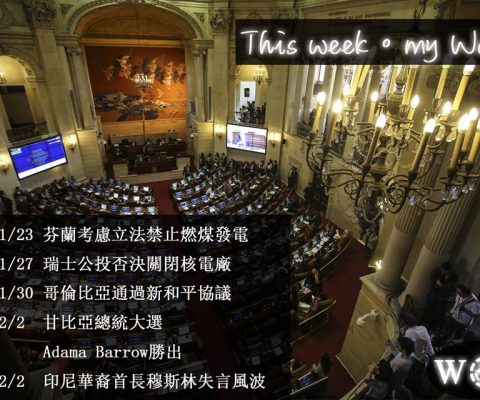 This week。my Wo
1/23 芬蘭考慮立法禁止燃煤發電
1/27 瑞士公投否決關閉核電廠
1/30 哥倫比亞通過新和平協議
2/2 甘比亞總統大選
Adama Barrow勝出
2/2 印尼華裔首長穆斯林失言風波
W